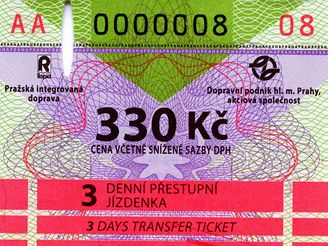 AA 0000008 08
R
Ropid
Pražská integrovaná
doprava
Dopravní podnik hl. m. Prahy,
akciová společnost
330 Kč
CENA VČETNĚ SNÍŽENÉ SAZBY DPH
3 DENNÍ PŘESTUPNÍ
JÍZDENKA
3 DAYS TRANSFER TICKET